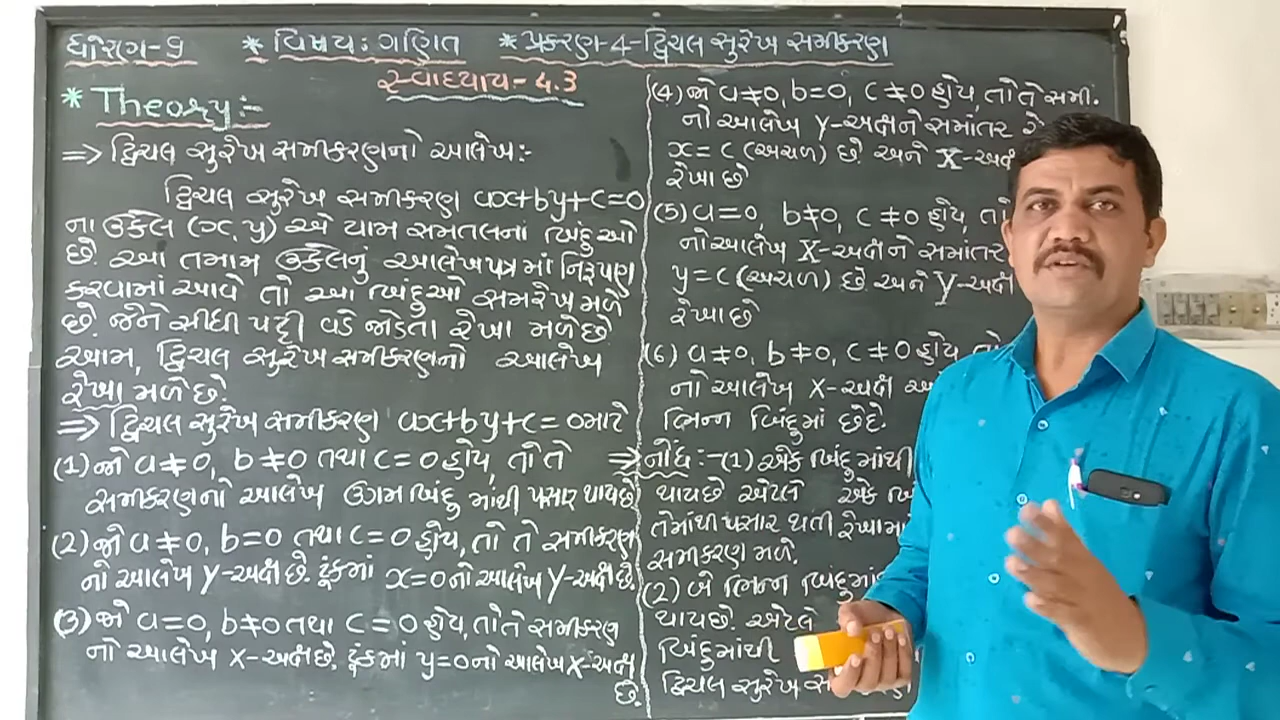 ધોરણ-9 * વિષય: ગણિત * પ્રકરણ-4-દ્વિચલ સુરેખ સમીકરણ
સ્વાધ્યાય-4.3
* Theory:-
⇒ દ્વિચલ સુરેખ સમીકરણનો આલેખ:-
દ્વિચલ સુરેખ સમીકરણ ax+by+c=0
ના ઉકેલ (x, y) એ યામ સમતલનાં બિંદુઓ
છે. આ તમામ ઉકેલનું આલેખપત્રમાં નિરૂપણ
કરવામાં આવે તો આ બિંદુઓ સમરેખ મળે
છે. જેને સીધી પટ્ટી વડે જોડતા રેખા મળે છે
આમ, દ્વિચલ સુરેખ સમીકરણનો આલેખ
રેખા મળે છે.
⇒ દ્વિચલ સુરેખ સમીકરણ ax+by+c=0માટે
(1) જો a≠0, b≠0 તથા c=0 હોય, તો તે
સમીકરણનો આલેખ ઉગમબિંદુ માંથી પસાર થાય છે
(2) જો a≠0, b=0 તથા c=0 હોય, તો તે સમીકરણ
નો આલેખ Y-અક્ષ છે. ટૂંકમાં x=0 નો આલેખ Y-અક્ષ છે.
(3) જો a=0, b≠0 તથા c=0 હોય, તો તે સમીકરણ
નો આલેખ X-અક્ષ છે. ટૂંકમા y=0 નો આલેખ X-અક્ષ
છે.
(4) જો a≠0, b=0, c≠0 હોય, તો તે સમી.
નો આલેખ Y-અક્ષને સમાંતર રે
x=c (અચળ) છે. અને X-અક્ષ
રેખા છે
(5) a=0, b≠0, c≠0 હોય, તો
નો આલેખ X-અક્ષને સમાંતર
y=c (અચળ) છે અને Y-અક્ષ
રેખા છે
(6) a≠0, b≠0, c≠0 હોય, તો
નો આલેખ X-અક્ષ અ
ભિન્ન બિંદુમાં છેદે.
⇒ નોંધ:-(1) એક બિંદુમાંથી
થાય છે એટલે એક બિ
તેમાંથી પસાર થતી રેખામા
સમીકરણ મળે.
(2) બે ભિન્ન બિંદુમાં
થાય છે. એટલે
બિંદુમાંથી
દ્વિચલ સુરેખ સ